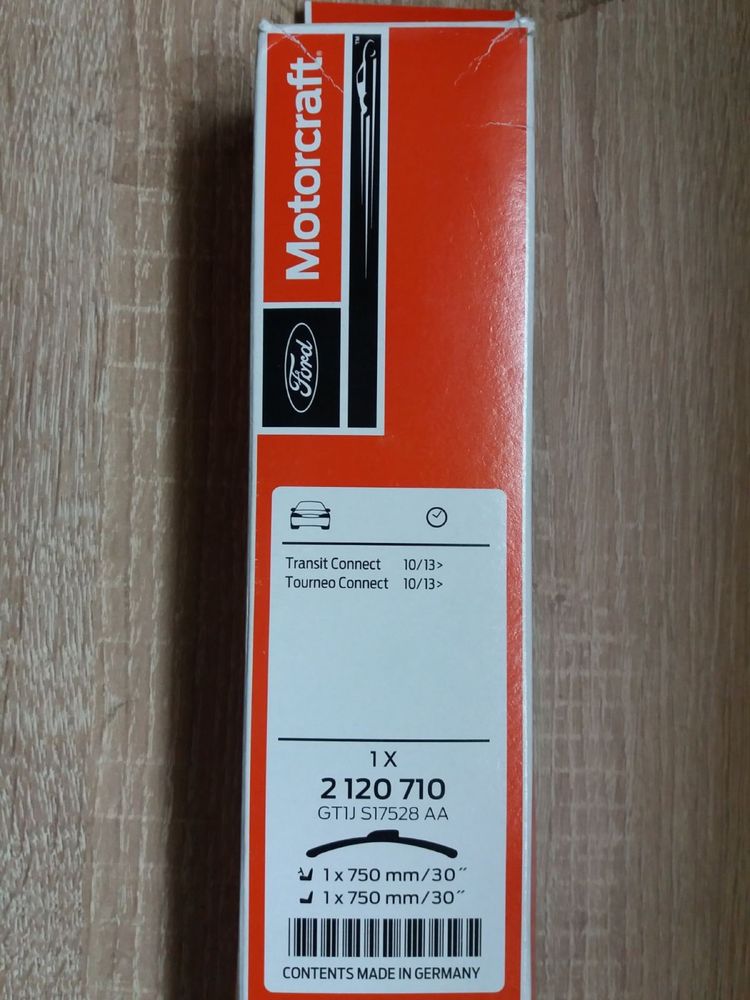 Motorcraft®
TM
Ford
Transit Connect 10/13>
Tourneo Connect 10/13>
1 X
2 120 710
GT1J S17528 AA
1 x 750 mm/30″
1 x 750 mm/30″
CONTENTS MADE IN GERMANY